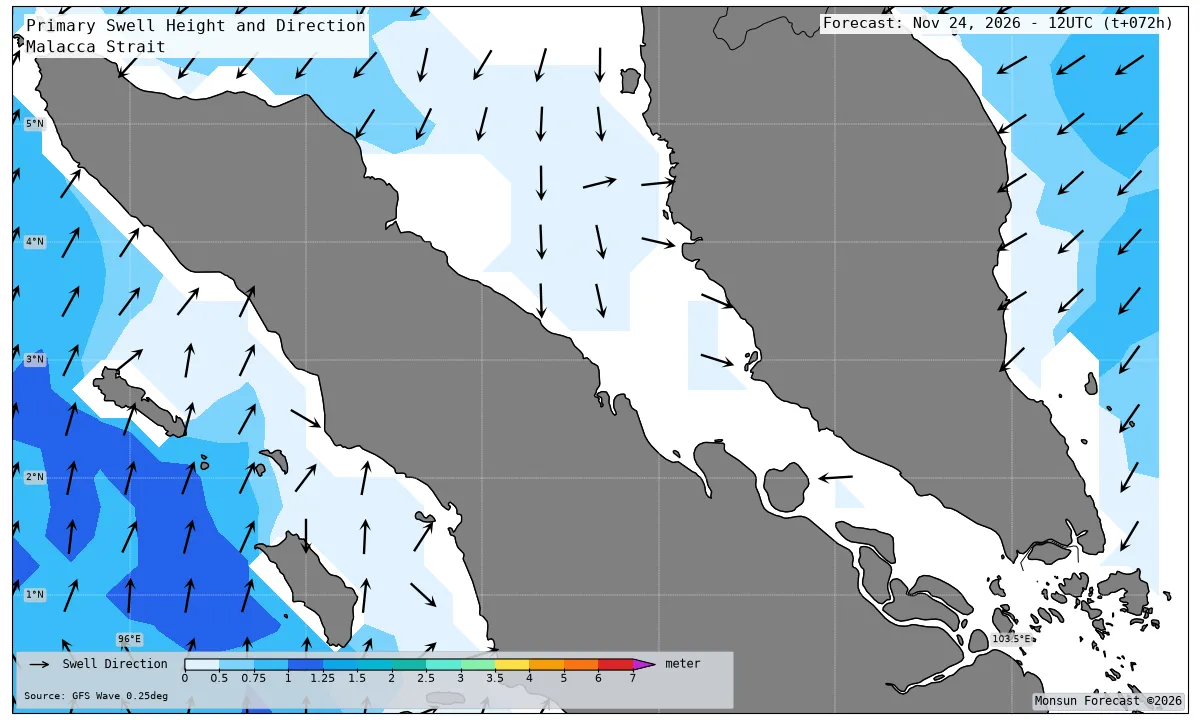 Primary Swell Height and Direction
Malacca Strait
Forecast: Nov 24, 2026 - 12UTC (t+072h)
5°N
4°N
3°N
2°N
1°N
96°E
103.5°E
Swell Direction
meter
0 0.5 0.75 1 1.25 1.5 2 2.5 3 3.5 4 5 6 7
Source: GFS Wave 0.25deg
Monsun Forecast ©2026